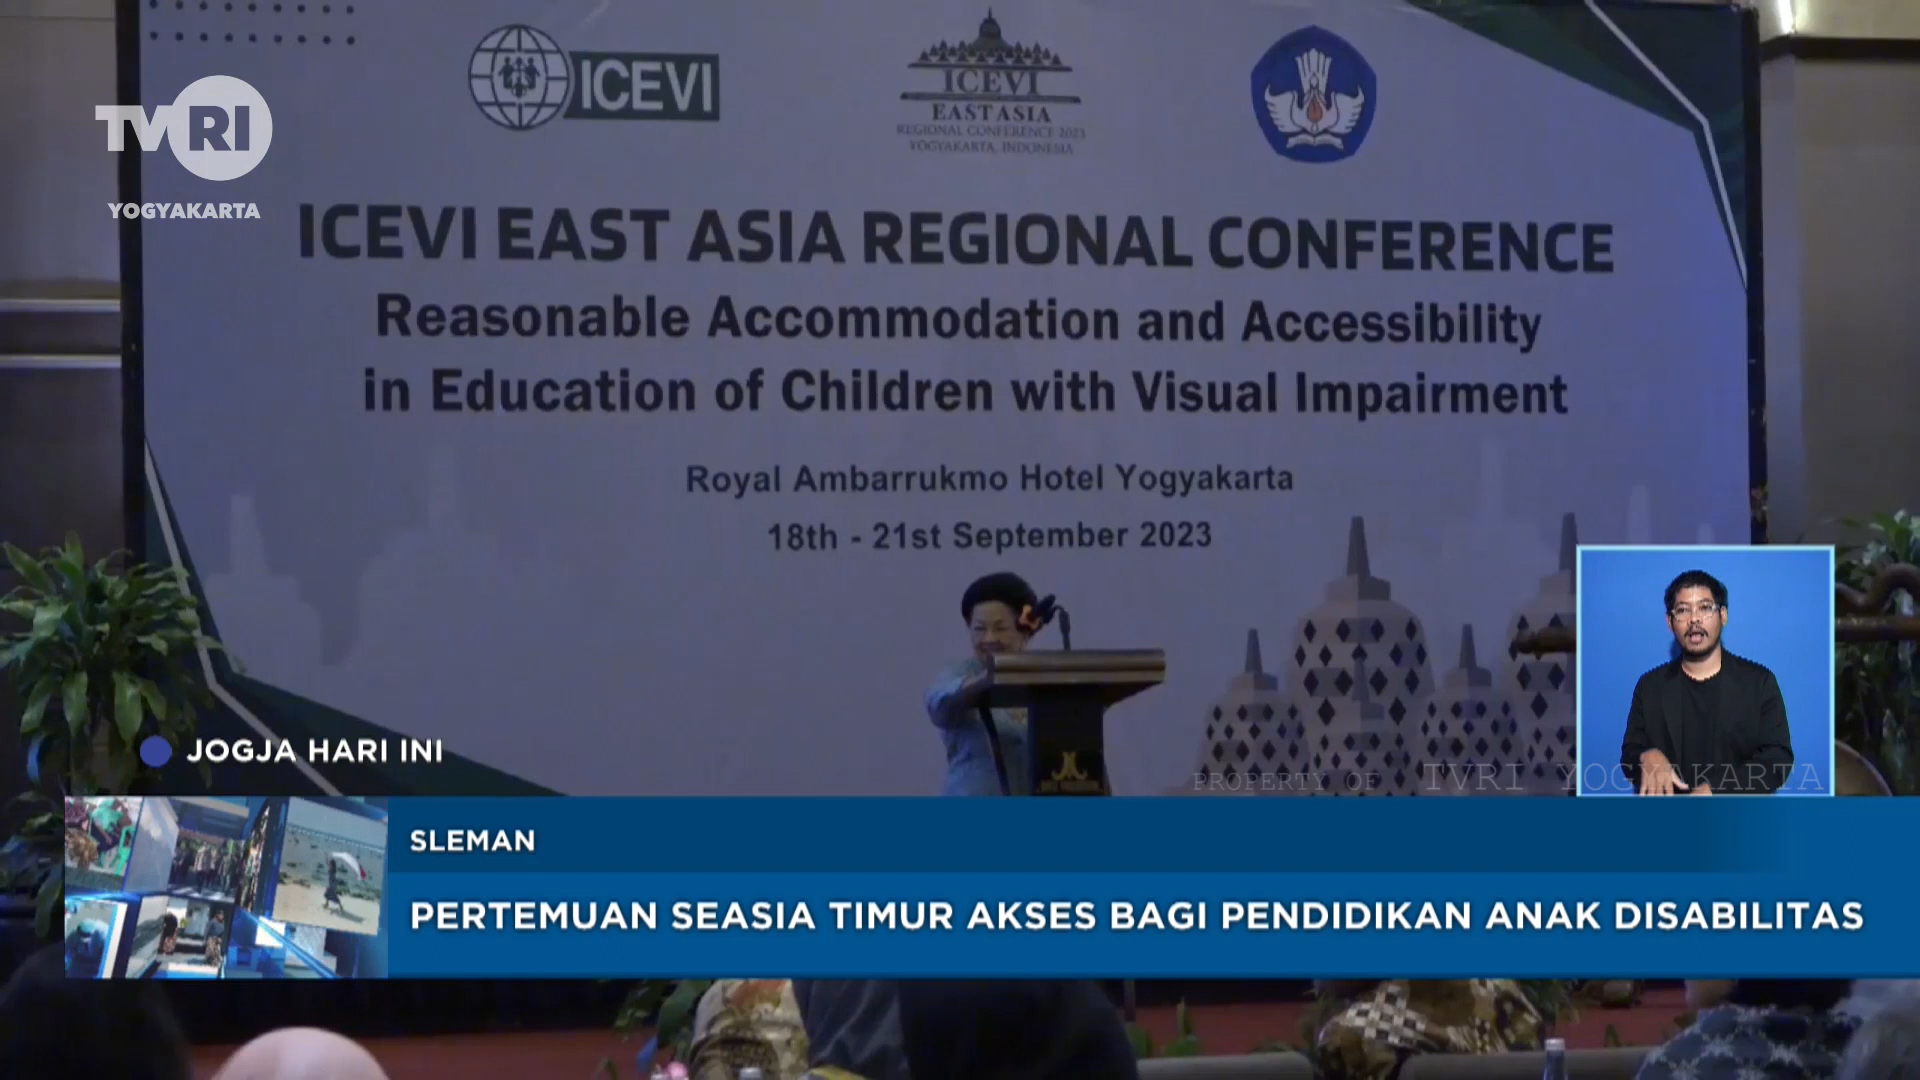 ICEVI
ICEVI
EAST ASIA
REGIONAL CONFERENCE 2023
YOGYAKARTA, INDONESIA
TVRI
YOGYAKARTA
ICEVI EAST ASIA REGIONAL CONFERENCE
Reasonable Accommodation and Accessibility
in Education of Children with Visual Impairment
Royal Ambarrukmo Hotel Yogyakarta
18th - 21st September 2023
JOGJA HARI INI
PROPERTY OF TVRI YOGYAKARTA
SLEMAN
PERTEMUAN SEASIA TIMUR AKSES BAGI PENDIDIKAN ANAK DISABILITAS